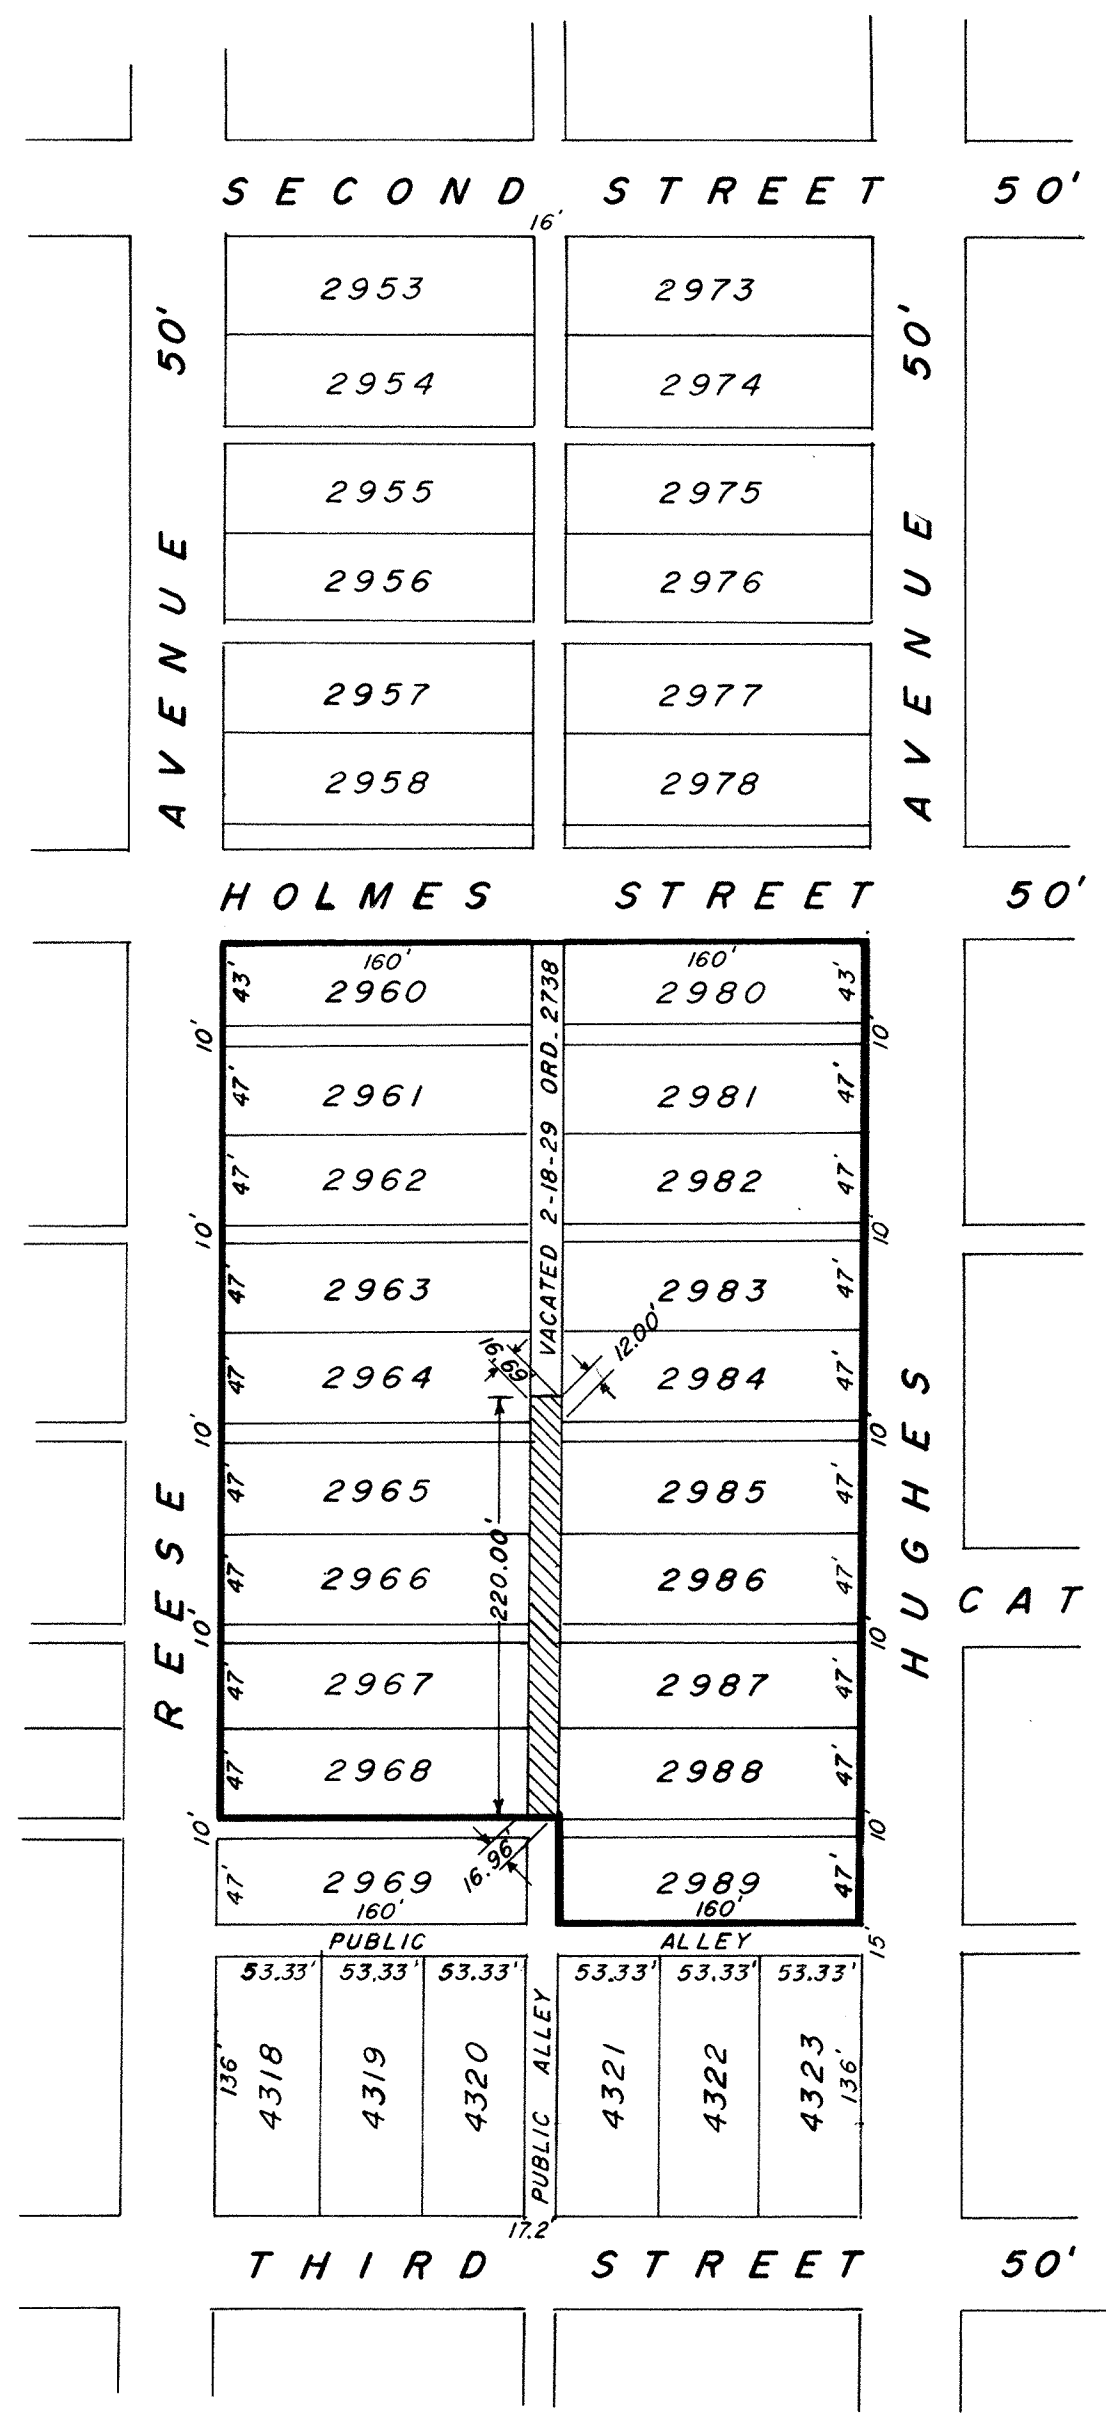 SECOND STREET 50'
16'
2953 2973
50' 50'
2954 2974
2955 2975
AVENUE AVENUE
2956 2976
2957 2977
2958 2978
HOLMES STREET 50'
160' 160'
43' 2960 2980 43'
VACATED 2-18-29 ORD. 2738
10' 10'
47' 2961 2981 47'
47' 2962 2982 47'
10' 10'
47' 2963 2983 47'
16.69' 12.00'
47' 2964 2984 47'
10' 10'
REESE HUGHES
47' 2965 2985 47'
220.00'
47' 2966 2986 47'
CAT
10' 10'
47' 2967 2987 47'
47' 2968 2988 47'
10' 10'
16.96'
47' 2969 2989 47'
160' 160'
PUBLIC ALLEY 15'
53.33' 53.33' 53.33' 53.33' 53.33' 53.33'
136' 4318 4319 4320 PUBLIC ALLEY 4321 4322 4323 136'
17.2'
THIRD STREET 50'